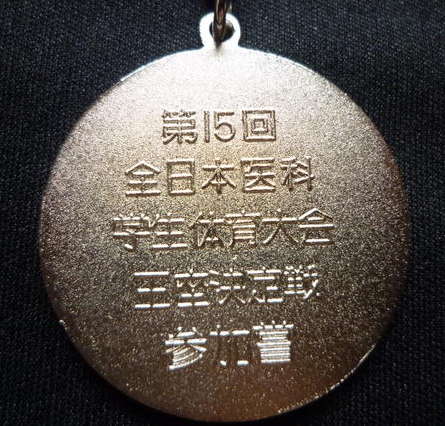 第15回
全日本医科
学生体育大会
王座決定戦
参加賞